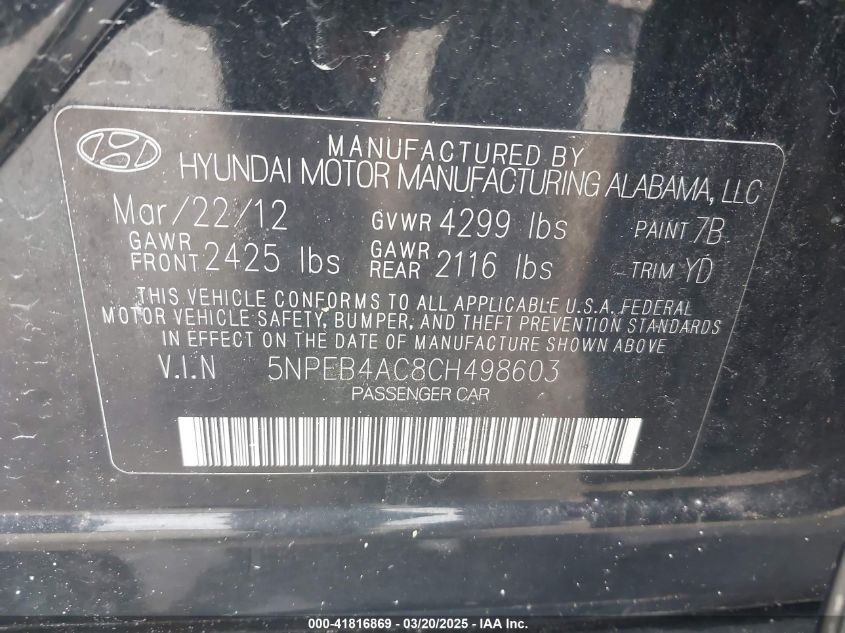 MANUFACTURED BY
HYUNDAI MOTOR MANUFACTURING ALABAMA, LLC
Mar/22/12 GVWR 4299 lbs PAINT 7B
GAWR FRONT 2425 lbs GAWR REAR 2116 lbs TRIM YD
THIS VEHICLE CONFORMS TO ALL APPLICABLE U.S.A. FEDERAL
MOTOR VEHICLE SAFETY, BUMPER, AND THEFT PREVENTION STANDARDS
IN EFFECT ON THE DATE OF MANUFACTURE SHOWN ABOVE
V.I.N 5NPEB4AC8CH498603
PASSENGER CAR
000-41816869 - 03/20/2025 - IAA Inc.